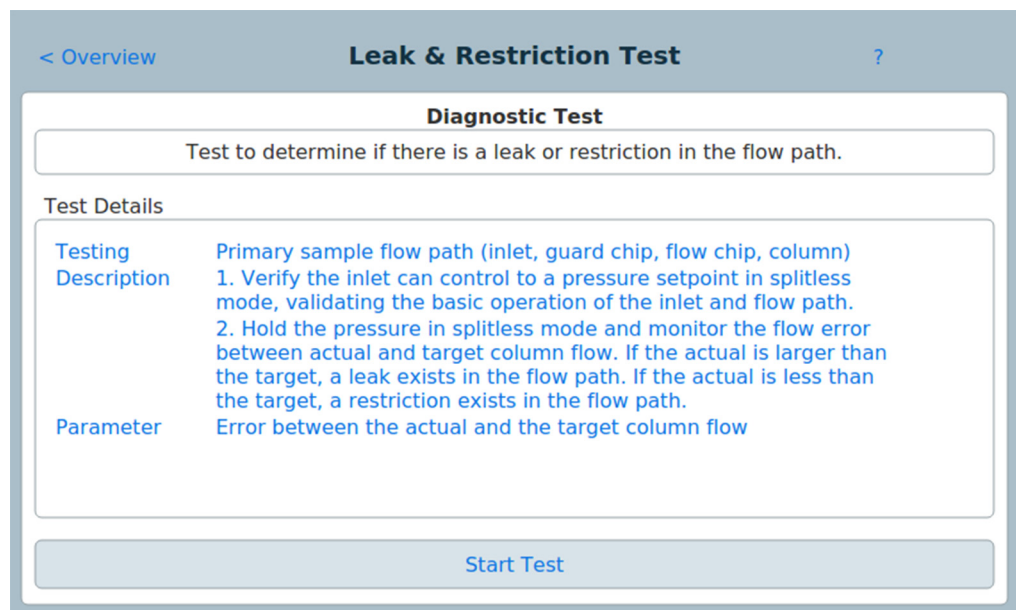 < Overview
Leak & Restriction Test
?
Diagnostic Test
Test to determine if there is a leak or restriction in the flow path.
Test Details
Testing Primary sample flow path (inlet, guard chip, flow chip, column)
Description 1. Verify the inlet can control to a pressure setpoint in splitless
mode, validating the basic operation of the inlet and flow path.
2. Hold the pressure in splitless mode and monitor the flow error
between actual and target column flow. If the actual is larger than
the target, a leak exists in the flow path. If the actual is less than
the target, a restriction exists in the flow path.
Parameter Error between the actual and the target column flow
Start Test